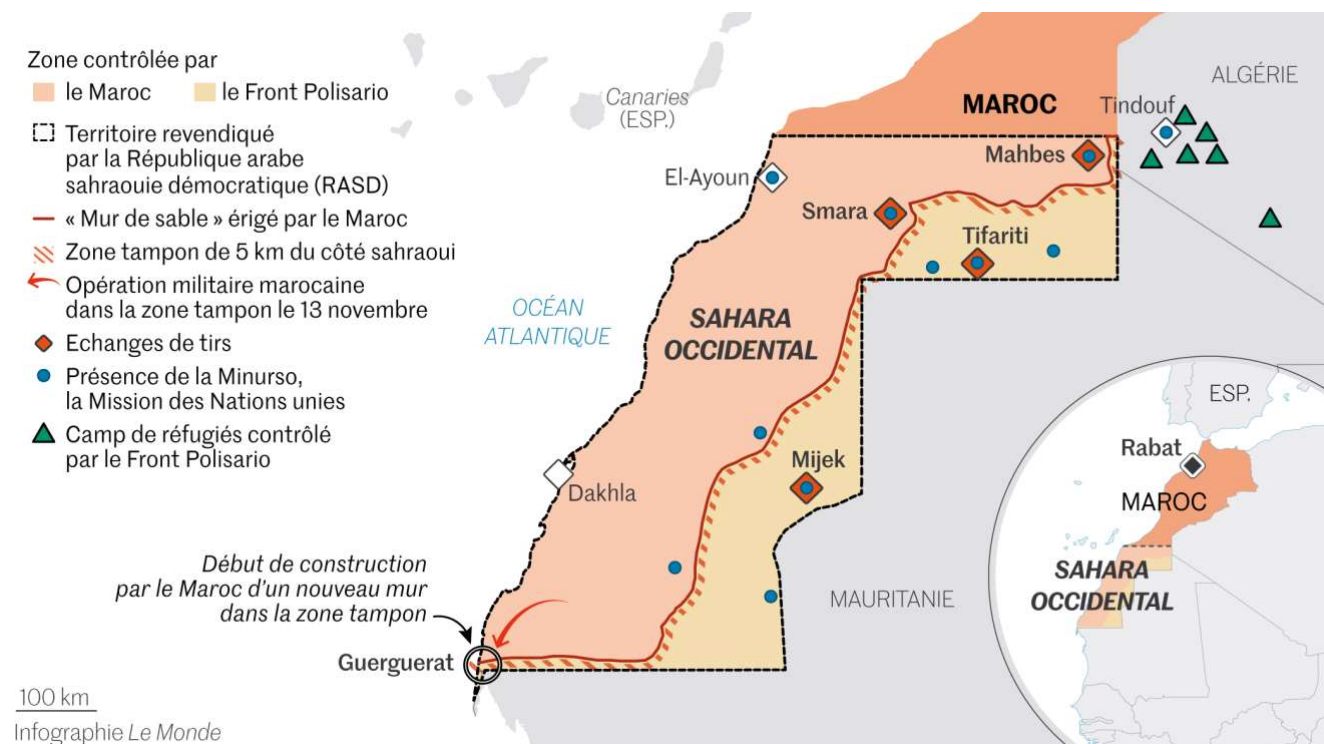 Zone contrôlée par
le Maroc
le Front Polisario
Territoire revendiqué
par la République arabe
sahraouie démocratique (RASD)
« Mur de sable » érigé par le Maroc
Zone tampon de 5 km du côté sahraoui
Opération militaire marocaine
dans la zone tampon le 13 novembre
Echanges de tirs
Présence de la Minurso,
la Mission des Nations unies
Camp de réfugiés contrôlé
par le Front Polisario
Canaries
(ESP.)
MAROC
ALGÉRIE
Tindouf
Mahbes
El-Ayoun
Smara
Tifariti
OCÉAN
ATLANTIQUE
SAHARA
OCCIDENTAL
Mijek
Dakhla
Début de construction
par le Maroc d'un nouveau mur
dans la zone tampon
Guerguerat
MAURITANIE
ESP.
Rabat
MAROC
SAHARA
OCCIDENTAL
100 km
Infographie Le Monde